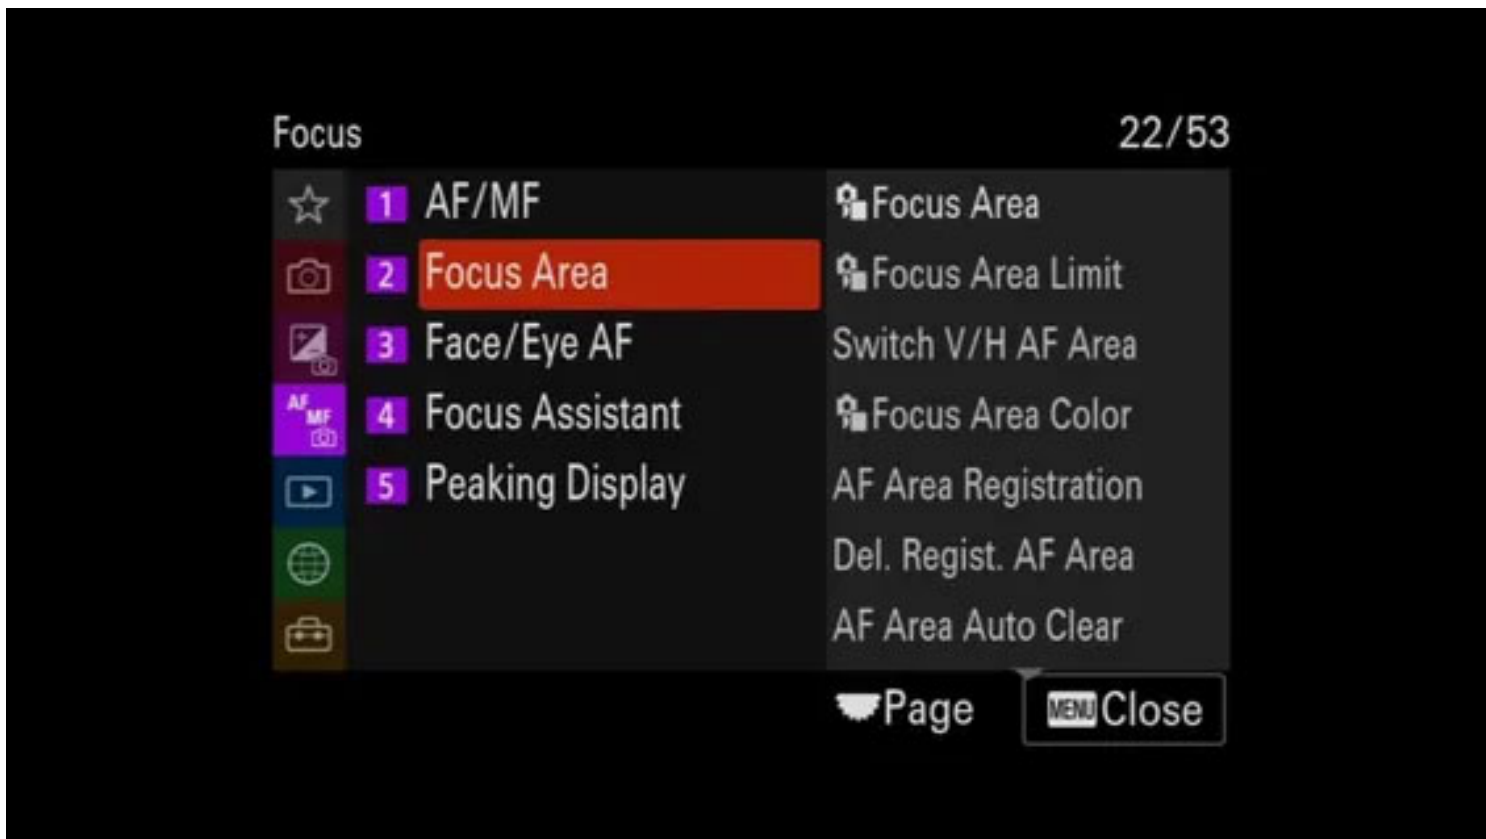 Focus 22/53
1 AF/MF
2 Focus Area
3 Face/Eye AF
4 Focus Assistant
5 Peaking Display
AF MF
Focus Area
Focus Area Limit
Switch V/H AF Area
Focus Area Color
AF Area Registration
Del. Regist. AF Area
AF Area Auto Clear
Page MENU Close